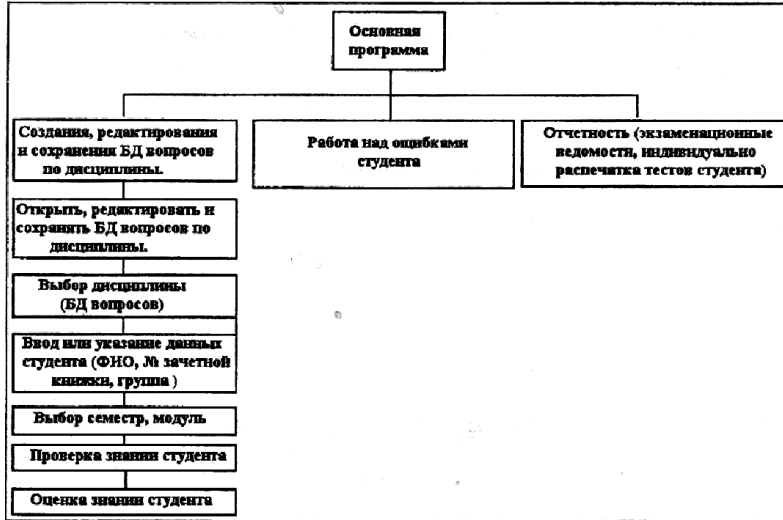 Основная
программа
Создания, редактирования
и сохранения БД вопросов
по дисциплины.
Открыть, редактировать и
сохранять БД вопросов по
дисциплины.
Выбор дисциплины
(БД вопросов)
Ввод или указание данных
студента (ФИО, № зачетной
книжки, группа )
Выбор семестр, модуль
Проверка знании студента
Оценка знании студента
Работа над ошибками
студента
Отчетность (экзаменационные
ведомости, индивидуально
распечатка тестов студента)